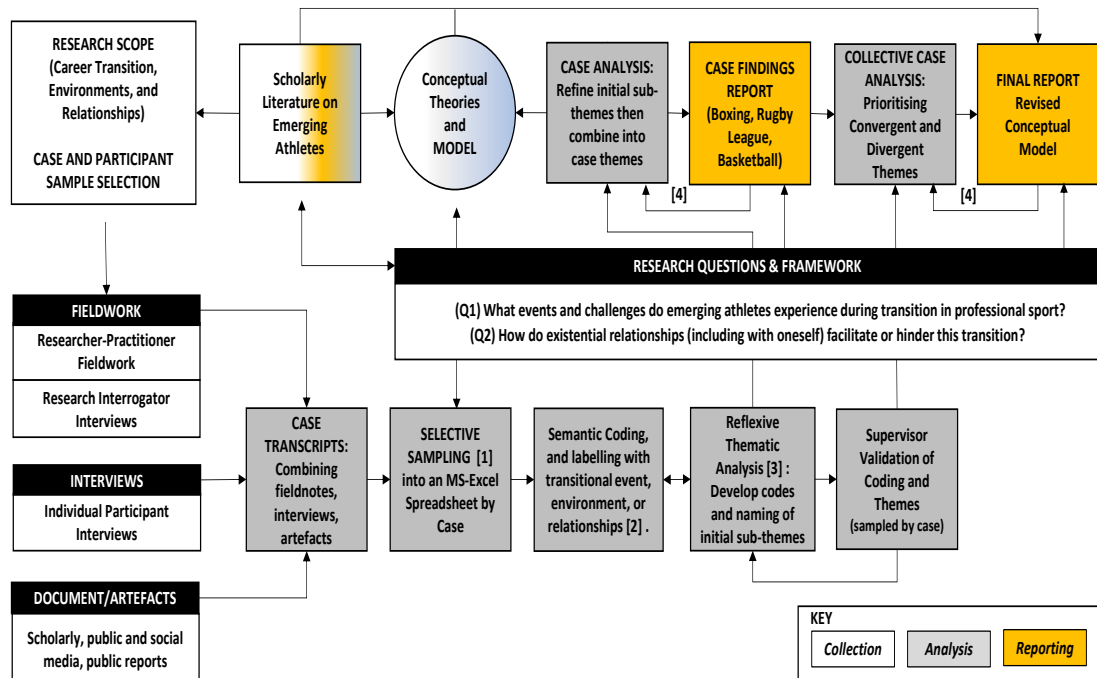 RESEARCH SCOPE
(Career Transition,
Environments, and
Relationships)
CASE AND PARTICIPANT
SAMPLE SELECTION
Scholarly
Literature on
Emerging
Athletes
Conceptual
Theories
and
MODEL
CASE ANALYSIS:
Refine initial sub-
themes then
combine into
case themes
CASE FINDINGS
REPORT
(Boxing, Rugby
League,
Basketball)
COLLECTIVE CASE
ANALYSIS:
Prioritising
Convergent and
Divergent
Themes
FINAL REPORT
Revised
Conceptual
Model
[4]
[4]
RESEARCH QUESTIONS & FRAMEWORK
(Q1) What events and challenges do emerging athletes experience during transition in professional sport?
(Q2) How do existential relationships (including with oneself) facilitate or hinder this transition?
FIELDWORK
Researcher-Practitioner
Fieldwork
Research Interrogator
Interviews
INTERVIEWS
Individual Participant
Interviews
DOCUMENT/ARTEFACTS
Scholarly, public and social
media, public reports
CASE
TRANSCRIPTS:
Combining
fieldnotes,
interviews,
artefacts
SELECTIVE
SAMPLING [1]
into an MS-Excel
Spreadsheet by
Case
Semantic Coding,
and labelling with
transitional event,
environment, or
relationships [2] .
Reflexive
Thematic
Analysis [3] :
Develop codes
and naming of
initial sub-themes
Supervisor
Validation of
Coding and
Themes
(sampled by case)
KEY
Collection
Analysis
Reporting